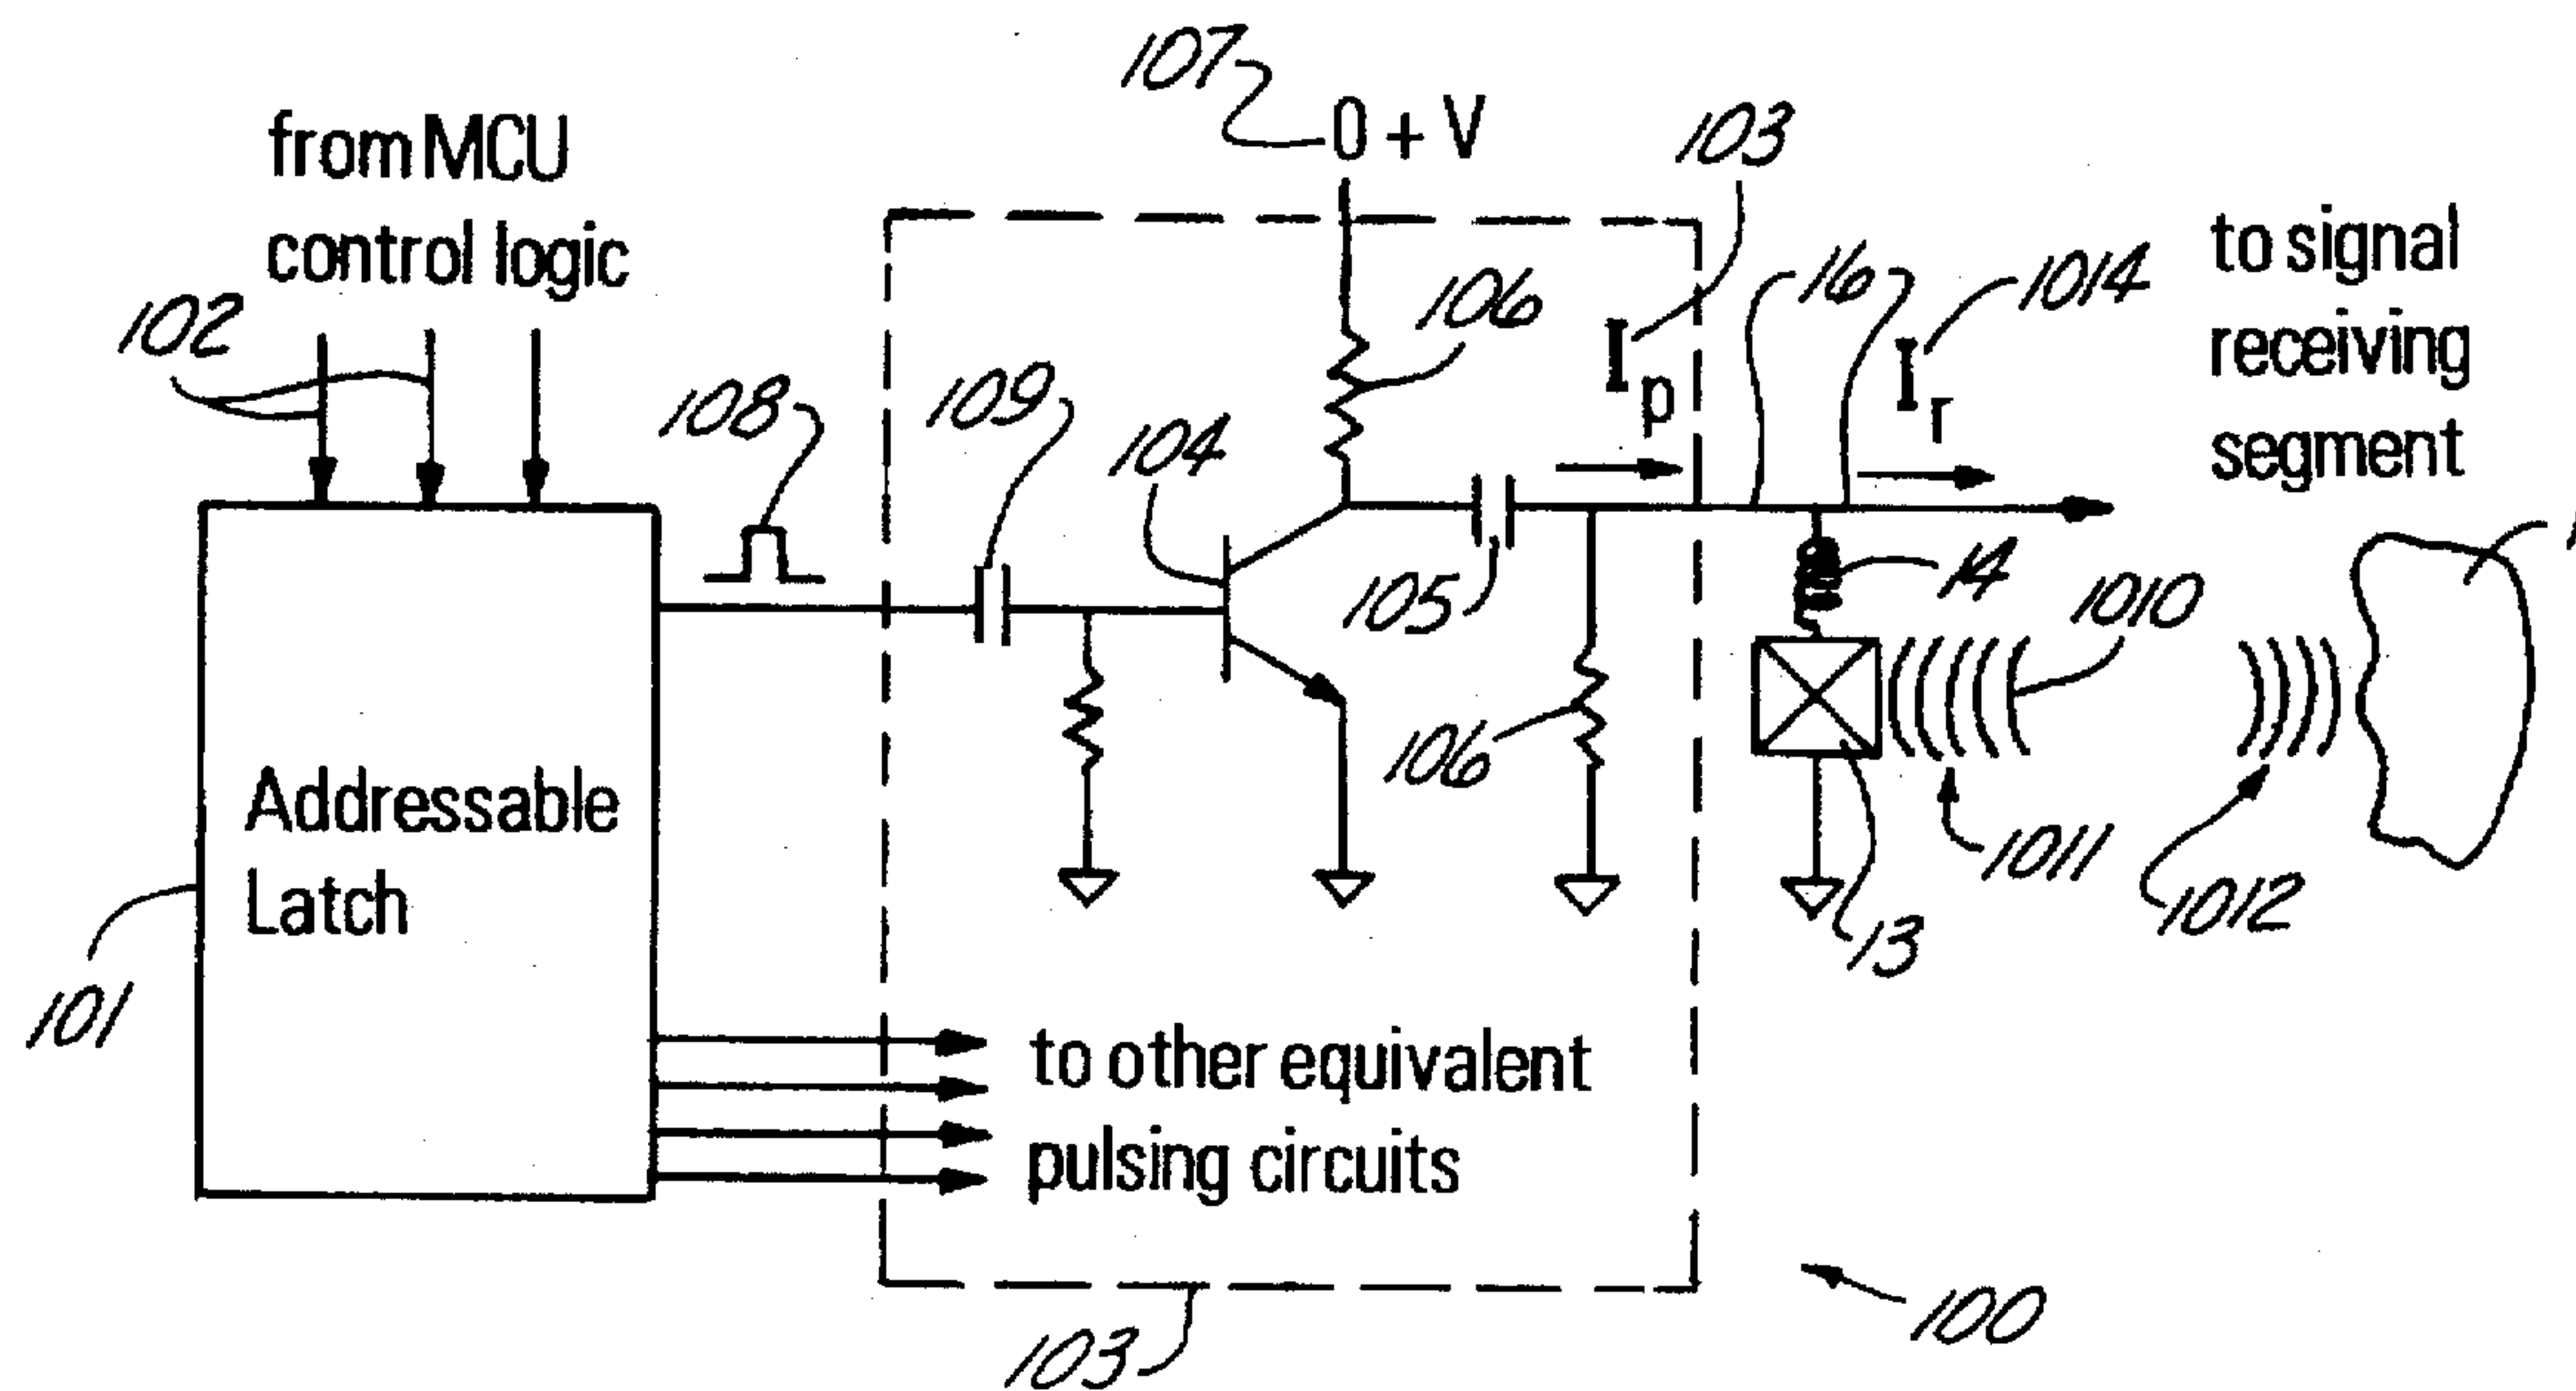 107
0 + V
103
from MCU
control logic
102
106
16
1014
to signal
receiving
segment
I p
I r
108
109
104
105
14
1010
106
Addressable
Latch
1011
1012
13
101
to other equivalent
pulsing circuits
100
103